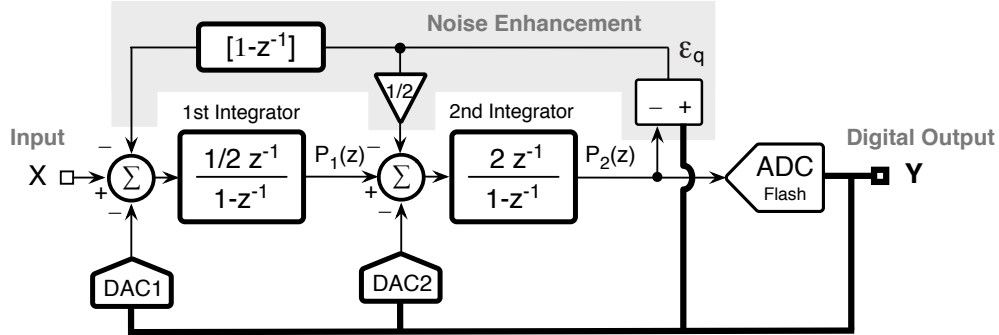 Noise Enhancement
[1-z⁻¹]
εq
1/2
− +
1st Integrator
2nd Integrator
Input
Digital Output
X
−
+
−
Σ
1/2 z⁻¹
1-z⁻¹
P₁(z)
−
+
−
Σ
2 z⁻¹
1-z⁻¹
P₂(z)
ADC
Flash
Y
DAC1
DAC2